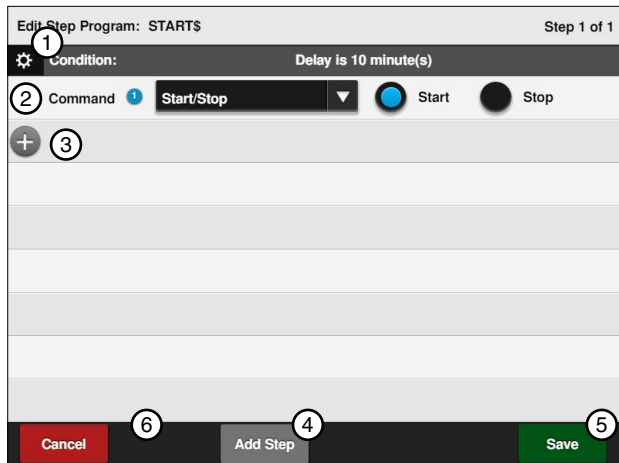 Edit Step Program: START$ Step 1 of 1
1
Condition: Delay is 10 minute(s)
2 Command 1 Start/Stop Start Stop
3
6 4 5
Cancel Add Step Save